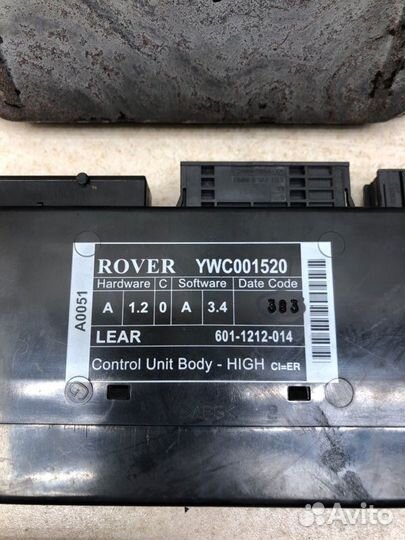 ROVER YWC001520
Hardware C Software Date Code
A 1.2 0 A 3.4 383
LEAR 601-1212-014
Control Unit Body - HIGH CI=ER
A0051
Avito